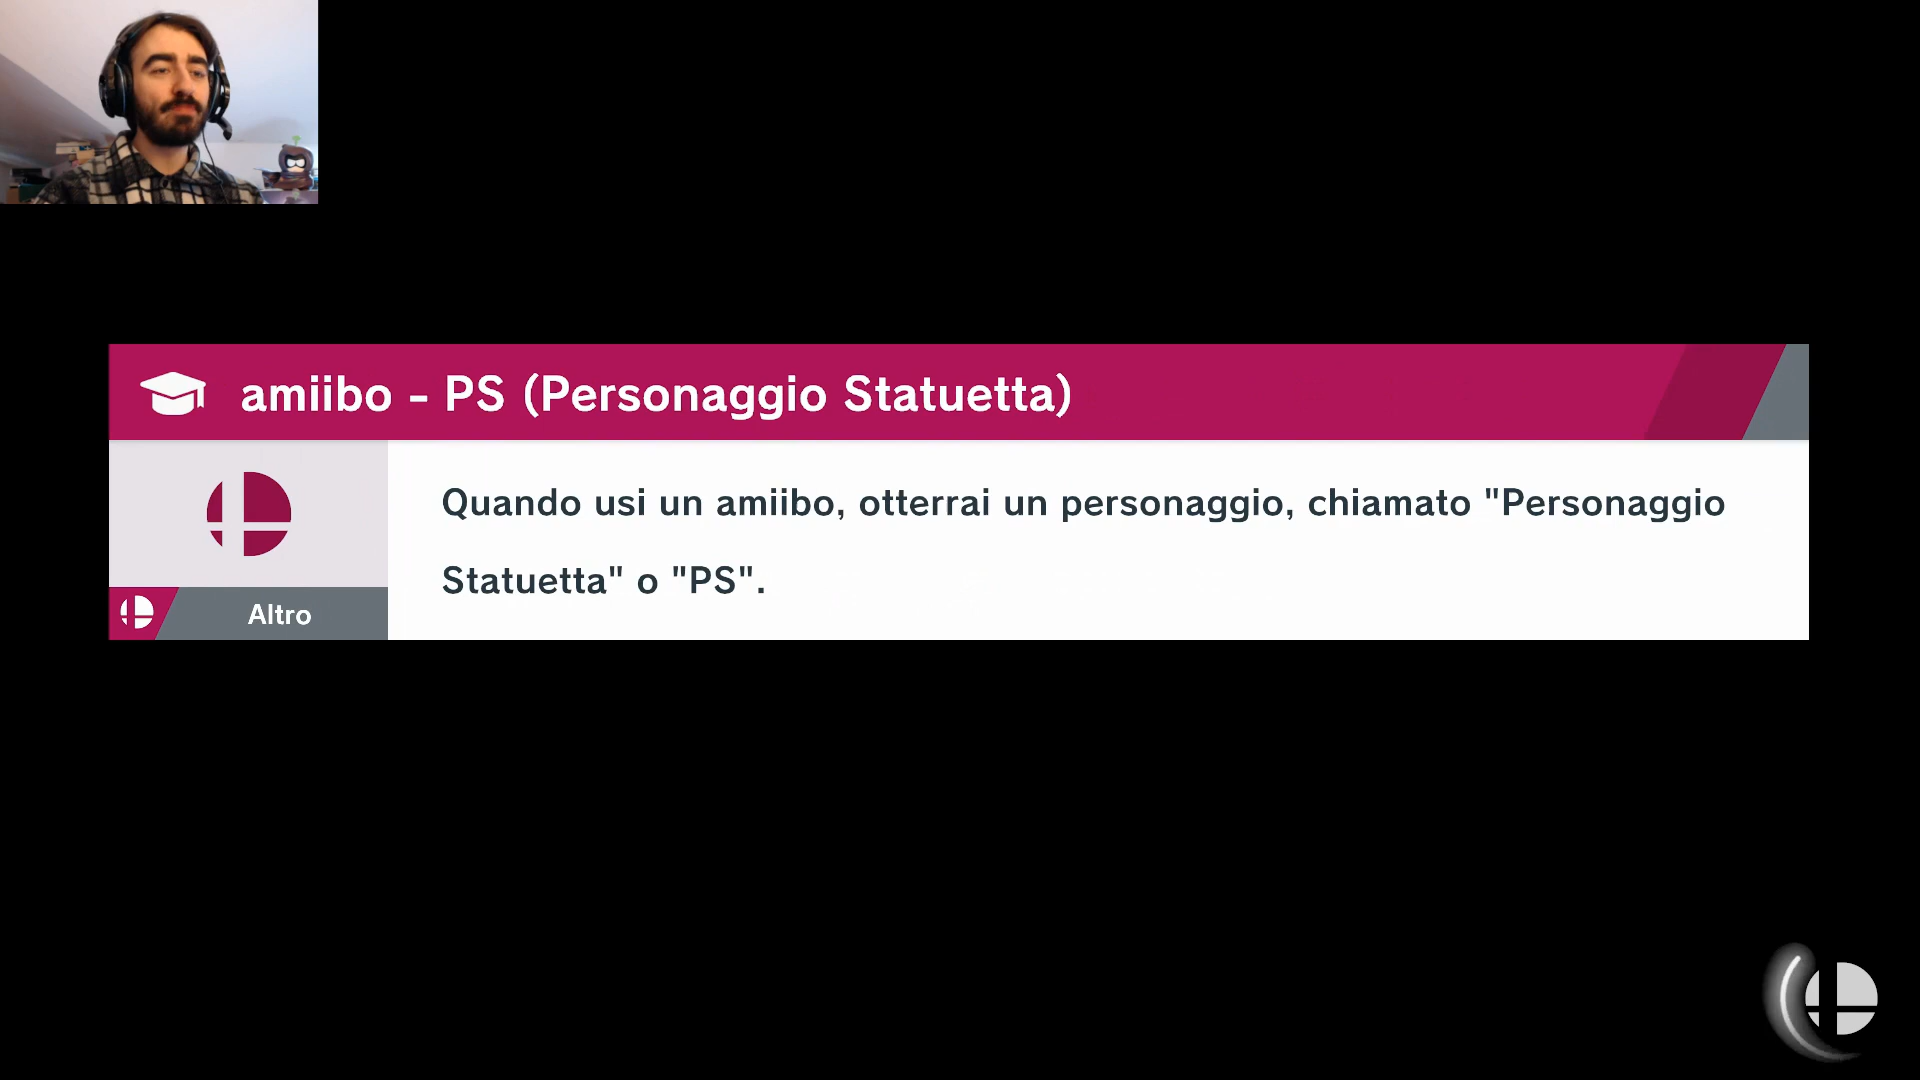 amiibo - PS (Personaggio Statuetta)
Quando usi un amiibo, otterrai un personaggio, chiamato "Personaggio
Statuetta" o "PS".
Altro